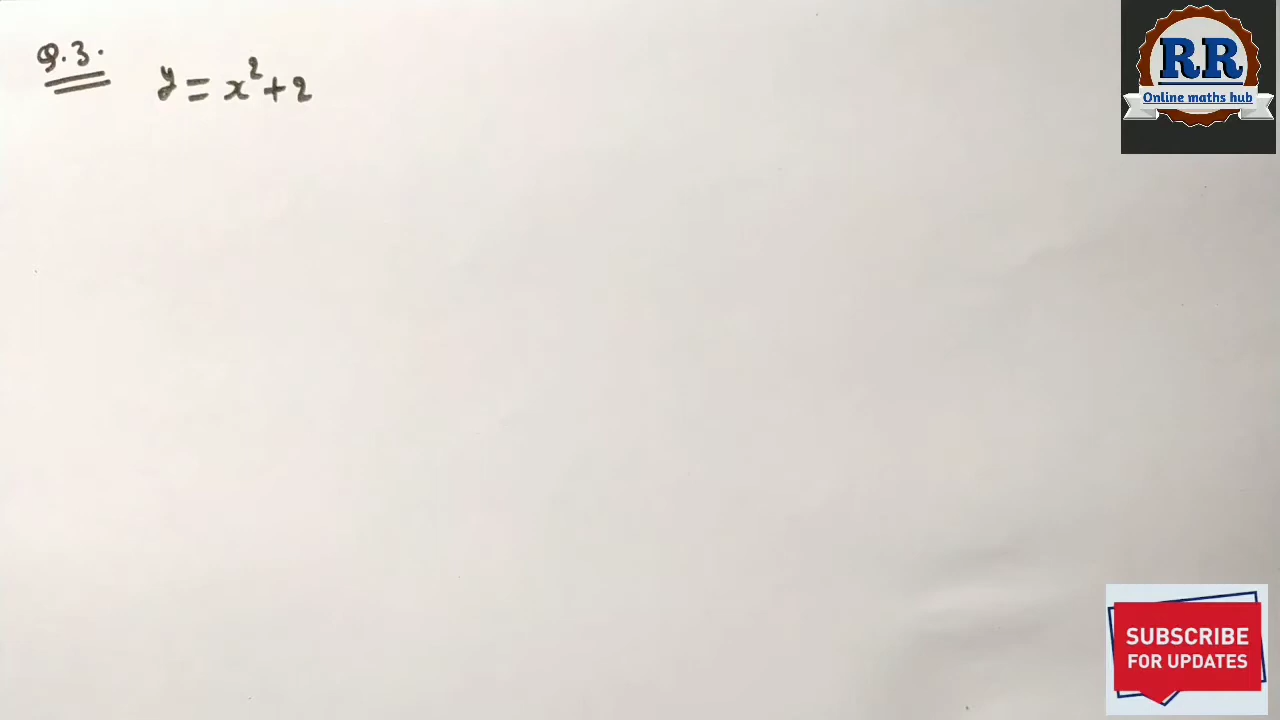 Q.3.
y = x² + 2
RR
Online maths hub
SUBSCRIBE
FOR UPDATES